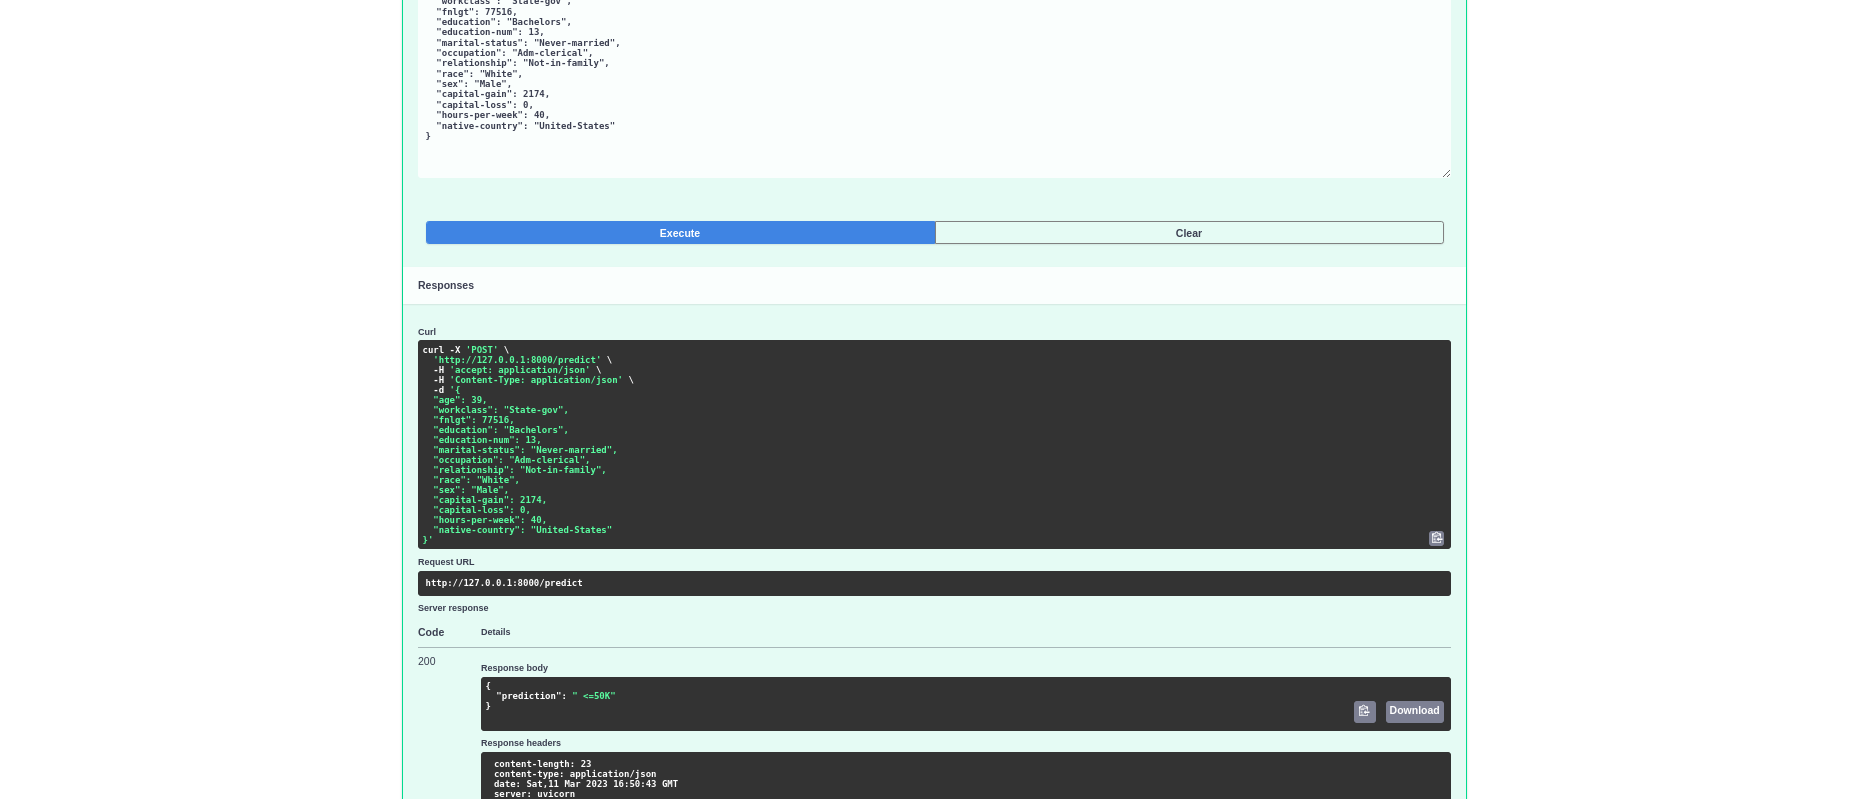 "workclass": "State-gov",
"fnlgt": 77516,
"education": "Bachelors",
"education-num": 13,
"marital-status": "Never-married",
"occupation": "Adm-clerical",
"relationship": "Not-in-family",
"race": "White",
"sex": "Male",
"capital-gain": 2174,
"capital-loss": 0,
"hours-per-week": 40,
"native-country": "United-States"
}
Execute
Clear
Responses
Curl
curl -X 'POST' \
'http://127.0.0.1:8000/predict' \
-H 'accept: application/json' \
-H 'Content-Type: application/json' \
-d '{
"age": 39,
"workclass": "State-gov",
"fnlgt": 77516,
"education": "Bachelors",
"education-num": 13,
"marital-status": "Never-married",
"occupation": "Adm-clerical",
"relationship": "Not-in-family",
"race": "White",
"sex": "Male",
"capital-gain": 2174,
"capital-loss": 0,
"hours-per-week": 40,
"native-country": "United-States"
}'
Request URL
http://127.0.0.1:8000/predict
Server response
Code
Details
200
Response body
{
"prediction": " <=50K"
}
Download
Response headers
content-length: 23
content-type: application/json
date: Sat,11 Mar 2023 16:50:43 GMT
server: uvicorn